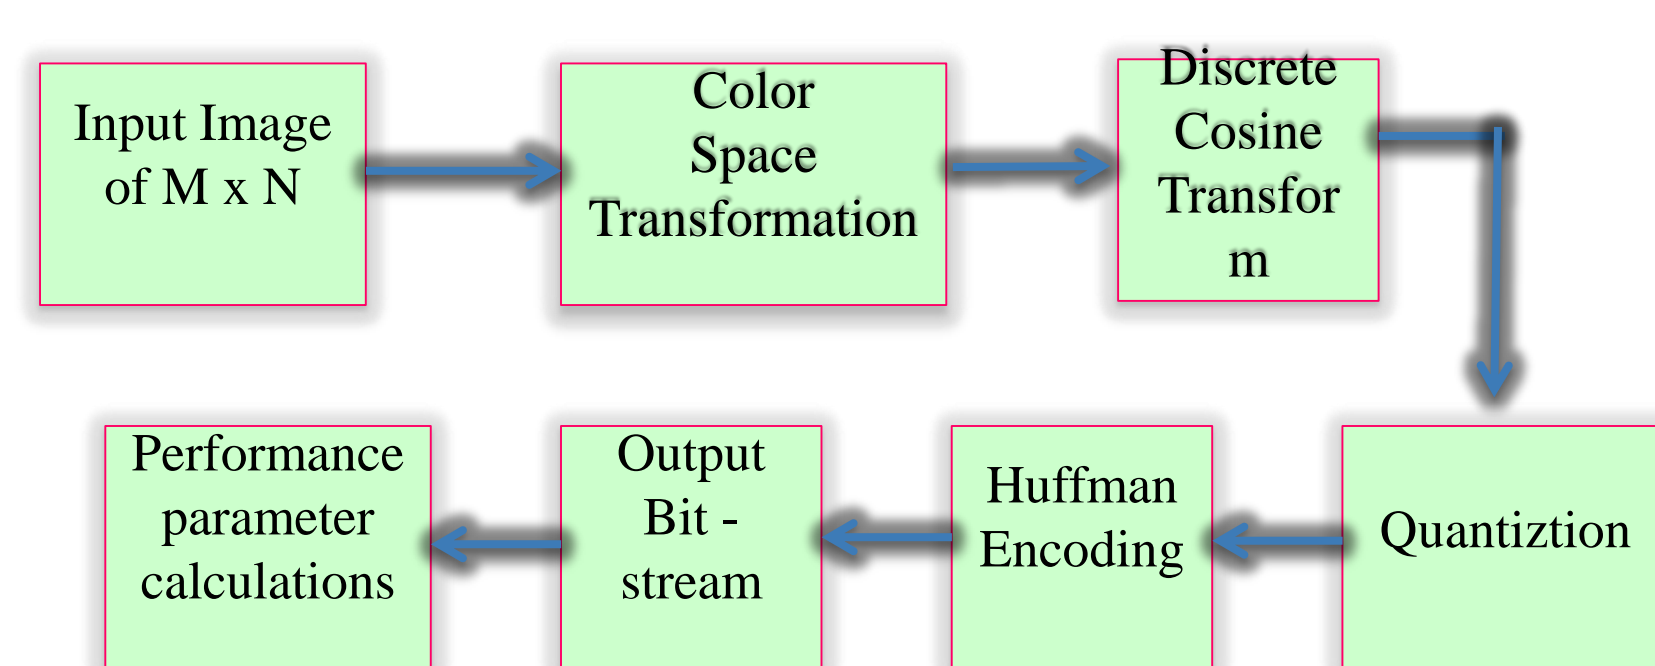 Input Image
of M x N
Color
Space
Transformation
Discrete
Cosine
Transfor
m
Performance
parameter
calculations
Output
Bit -
stream
Huffman
Encoding
Quantiztion